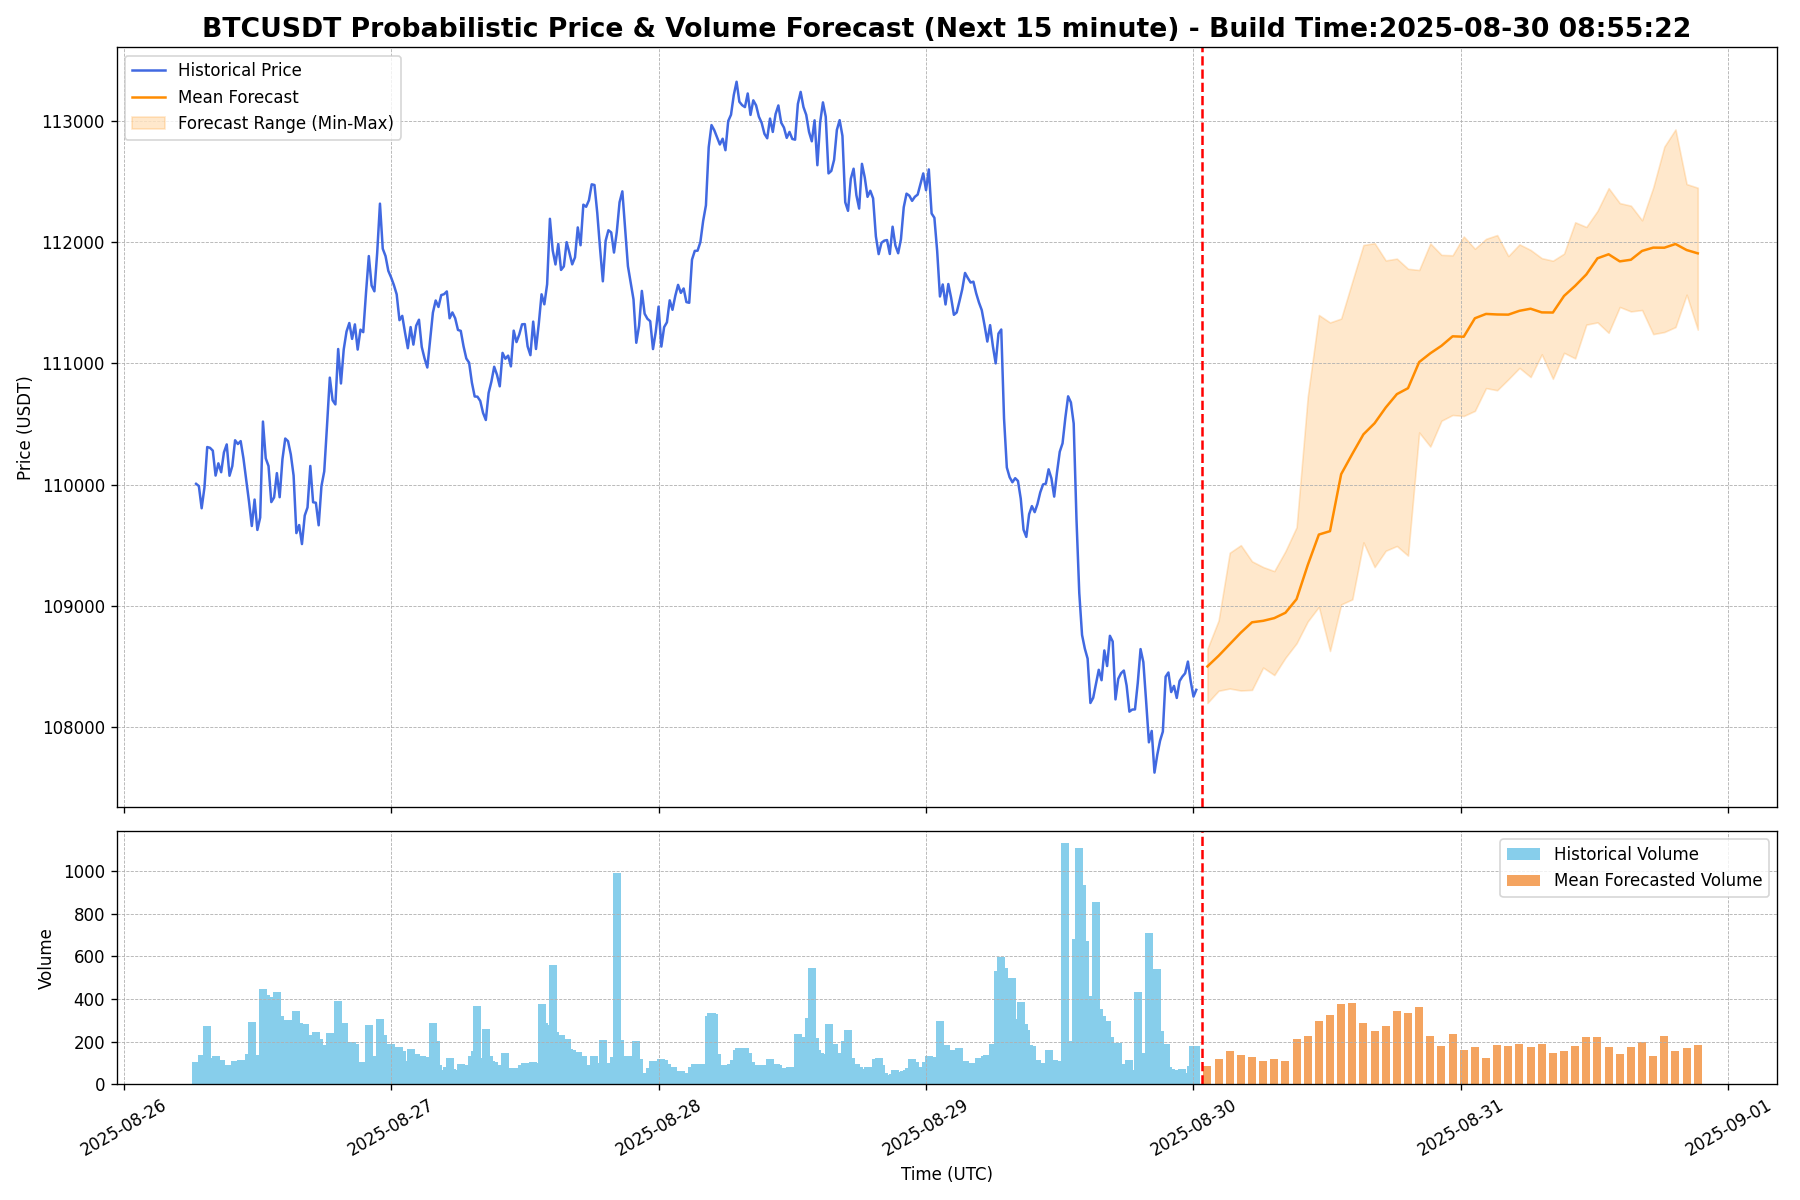 BTCUSDT Probabilistic Price & Volume Forecast (Next 15 minute) - Build Time:2025-08-30 08:55:22
Historical Price
Mean Forecast
Forecast Range (Min-Max)
Price (USDT)
113000
112000
111000
110000
109000
108000
Historical Volume
Mean Forecasted Volume
Volume
1000
800
600
400
200
0
2025-08-26
2025-08-27
2025-08-28
2025-08-29
2025-08-30
2025-08-31
2025-09-01
Time (UTC)